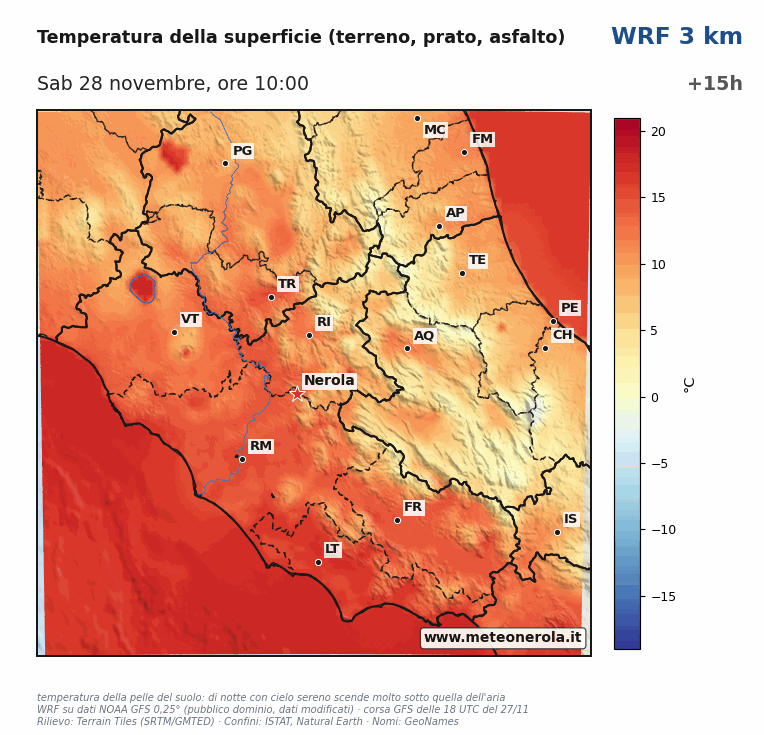 Temperatura della superficie (terreno, prato, asfalto)
WRF 3 km
Sab 28 novembre, ore 10:00
+15h
MC
FM
PG
AP
TE
TR
PE
VT
RI
AQ
CH
Nerola
RM
FR
IS
LT
www.meteonerola.it
20
15
10
5
0
−5
−10
−15
°C
temperatura della pelle del suolo: di notte con cielo sereno scende molto sotto quella dell'aria
WRF su dati NOAA GFS 0,25° (pubblico dominio, dati modificati) · corsa GFS delle 18 UTC del 27/11
Rilievo: Terrain Tiles (SRTM/GMTED) · Confini: ISTAT, Natural Earth · Nomi: GeoNames